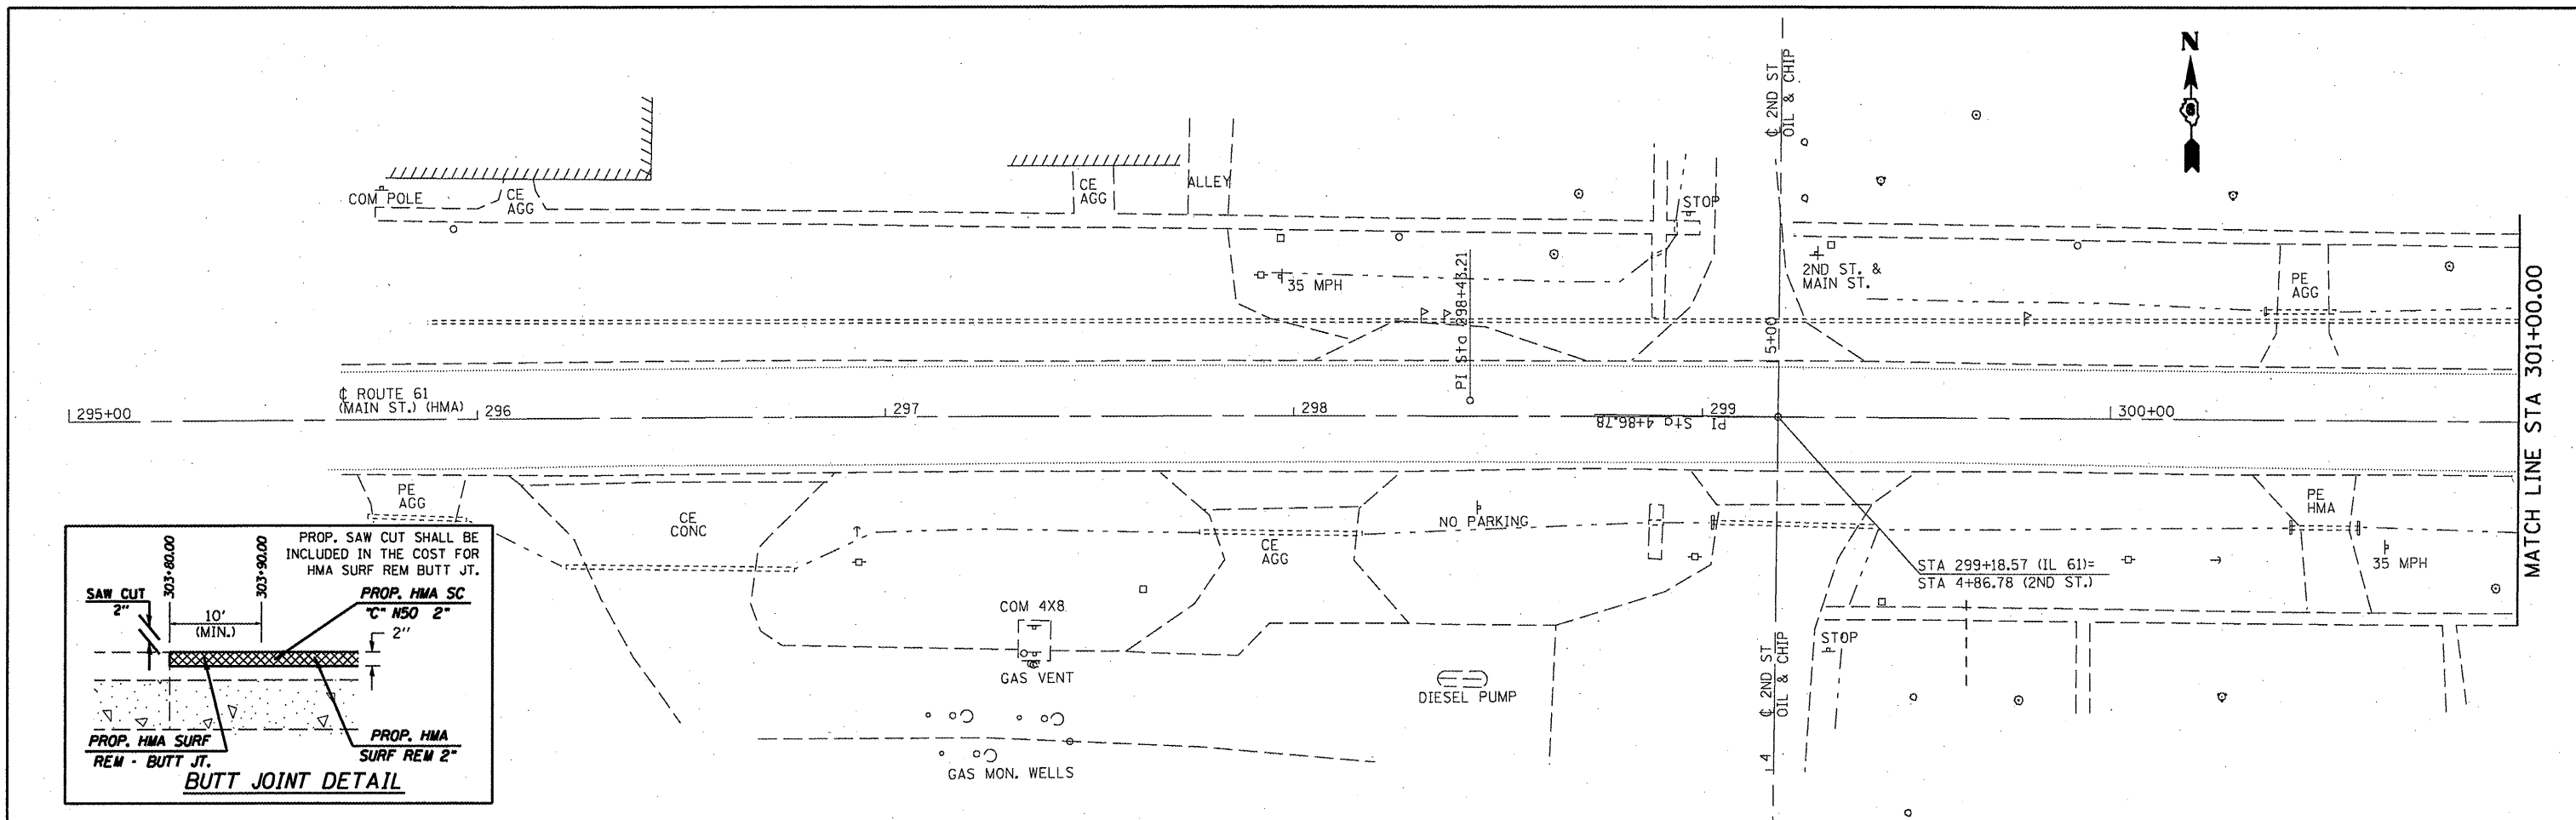 N
℄ 2ND ST
OIL & CHIP
COM POLE
CE
AGG
CE
AGG
ALLEY
STOP
35 MPH
2ND ST. &
MAIN ST.
PE
AGG
PI Sta 298+43.21
5+00
MATCH LINE STA 301+00.00
℄ ROUTE 61
(MAIN ST.) (HMA)
295+00
296
297
298
299
300+00
PI Sta 4+86.78
PE
AGG
CE
CONC
CE
AGG
NO PARKING
PE
HMA
35 MPH
STA 299+18.57 (IL 61)=
STA 4+86.78 (2ND ST.)
COM 4X8
GAS VENT
DIESEL PUMP
GAS MON. WELLS
STOP
℄ 2ND ST
OIL & CHIP
4
303+80.00
303+90.00
PROP. SAW CUT SHALL BE
INCLUDED IN THE COST FOR
HMA SURF REM BUTT JT.
SAW CUT
2"
10'
(MIN.)
PROP. HMA SC
"C" N50 2"
2"
PROP. HMA SURF
REM - BUTT JT.
PROP. HMA
SURF REM 2"
BUTT JOINT DETAIL